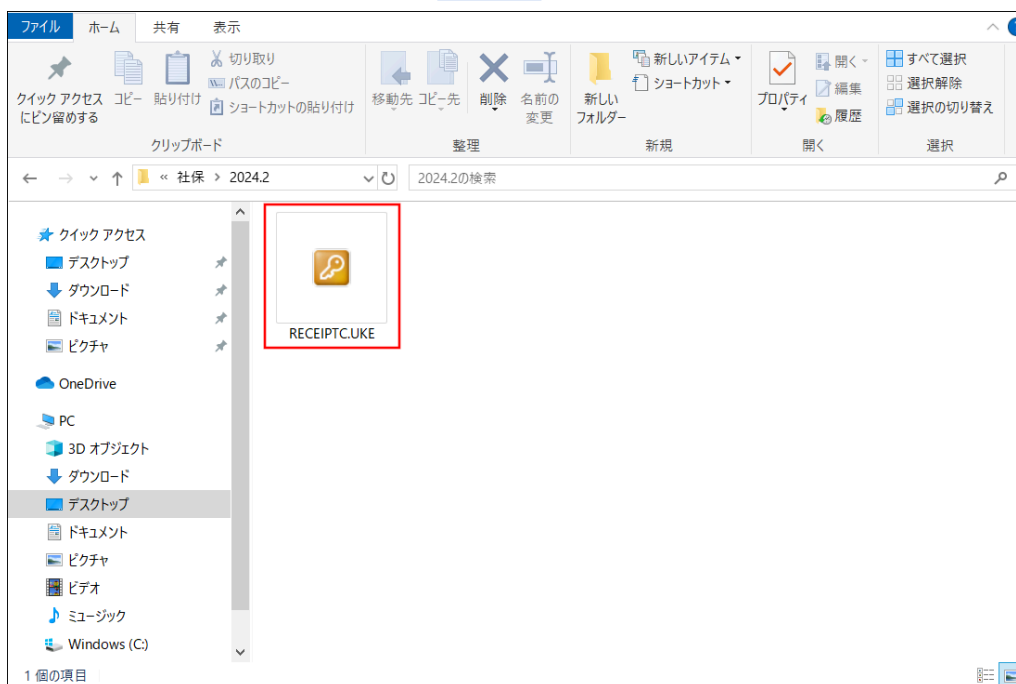 ファイル ホーム 共有 表示
クイック アクセス
にピン留めする
コピー
貼り付け
切り取り
パスのコピー
ショートカットの貼り付け
クリップボード
移動先 コピー先 削除 名前の
変更
整理
新しい
フォルダー
新しいアイテム
ショートカット
新規
プロパティ
開く
編集
履歴
開く
すべて選択
選択解除
選択の切り替え
選択
« 社保 > 2024.2
2024.2の検索
クイック アクセス
デスクトップ
ダウンロード
ドキュメント
ピクチャ
OneDrive
PC
3D オブジェクト
ダウンロード
デスクトップ
ドキュメント
ピクチャ
ビデオ
ミュージック
Windows (C:)
RECEIPTC.UKE
1 個の項目